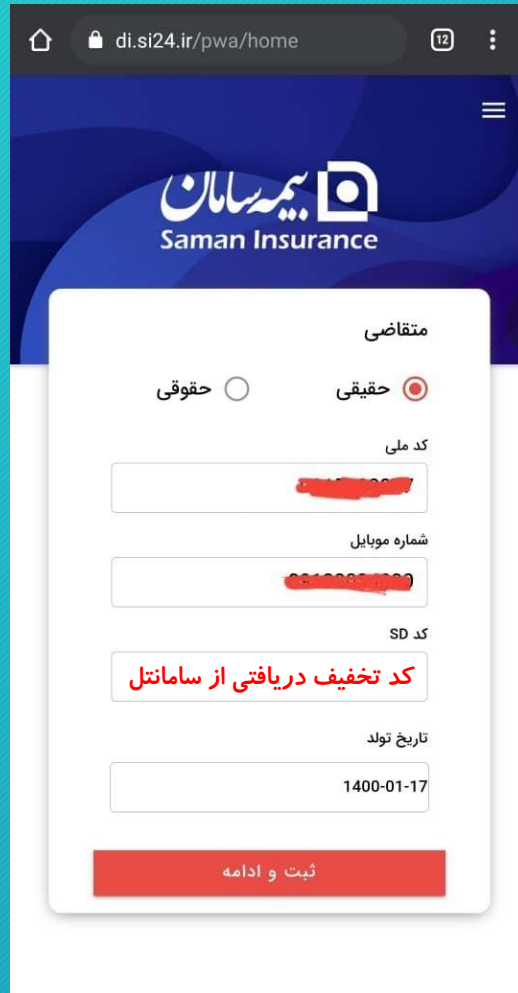 di.si24.ir/pwa/home
12
بیمه سامان
Saman Insurance
متقاضی
حقیقی
حقوقی
کد ملی
شماره موبایل
کد SD
کد تخفیف دریافتی از سامانتل
تاریخ تولد
1400-01-17
ثبت و ادامه